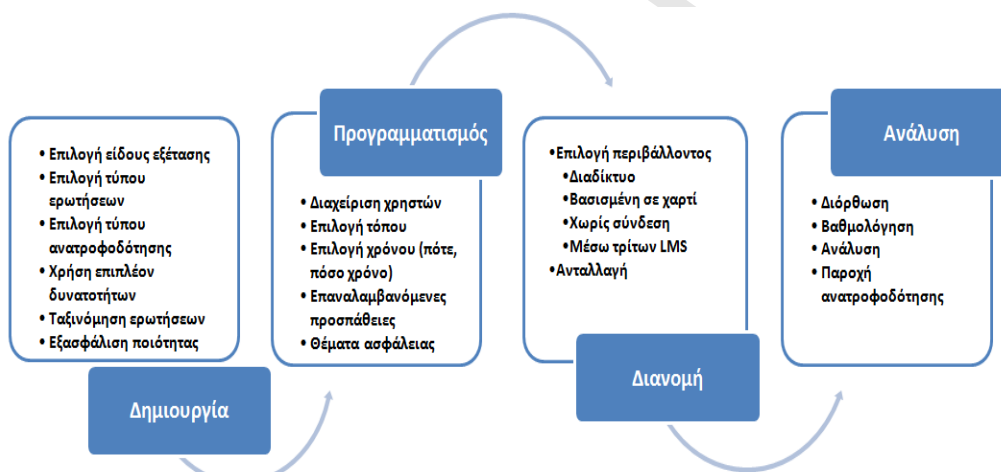 • Επιλογή είδους εξέτασης
• Επιλογή τύπου
ερωτήσεων
• Επιλογή τύπου
ανατροφοδότησης
• Χρήση επιπλέον
δυνατοτήτων
• Ταξινόμηση ερωτήσεων
• Εξασφάλιση ποιότητας
Δημιουργία
Προγραμματισμός
• Διαχείριση χρηστών
• Επιλογή τόπου
• Επιλογή χρόνου (πότε,
πόσο χρόνο)
• Επαναλαμβανόμενες
προσπάθειες
• Θέματα ασφάλειας
•Επιλογή περιβάλλοντος
•Διαδίκτυο
•Βασισμένη σε χαρτί
•Χωρίς σύνδεση
•Μέσω τρίτων LMS
•Ανταλλαγή
Διανομή
Ανάλυση
• Διόρθωση
• Βαθμολόγηση
• Ανάλυση
• Παροχή
ανατροφοδότησης